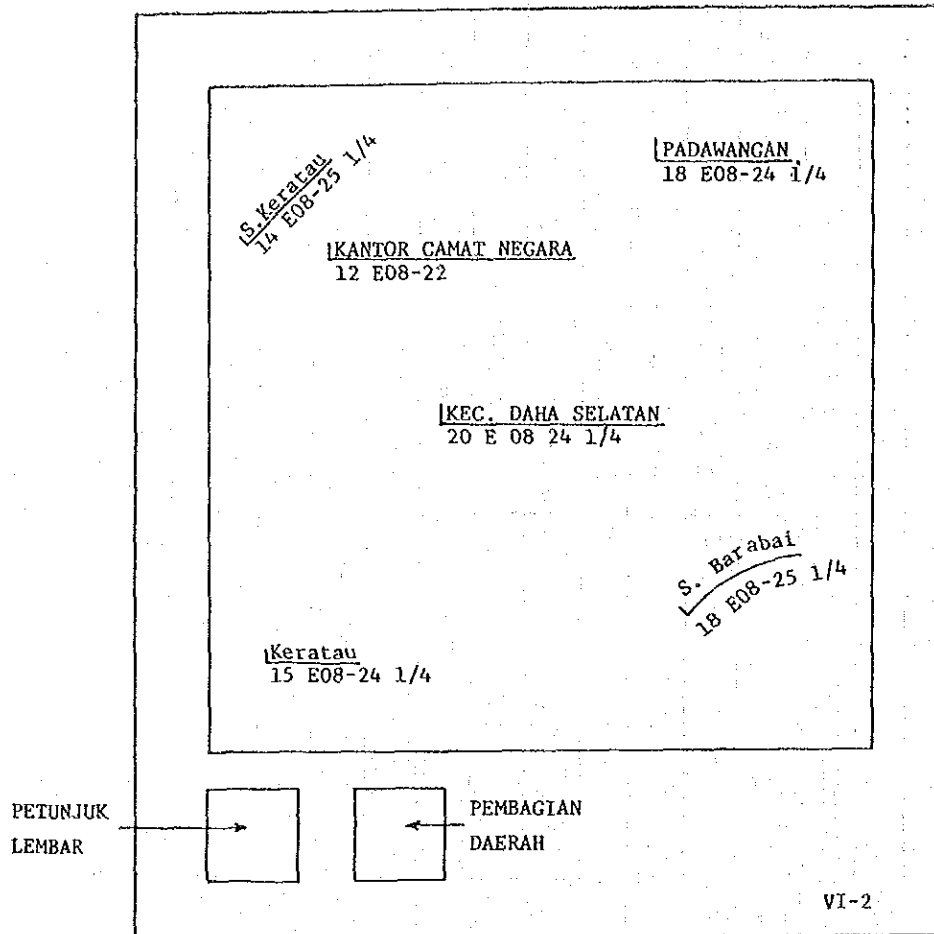 S.Keratau
14 E08-25 1/4
PADAWANGAN
18 E08-24 1/4
KANTOR CAMAT NEGARA
12 E08-22
KEC. DAHA SELATAN
20 E 08 24 1/4
S. Barabai
18 E08-25 1/4
Keratau
15 E08-24 1/4
PETUNJUK
LEMBAR
PEMBAGIAN
DAERAH
VI-2